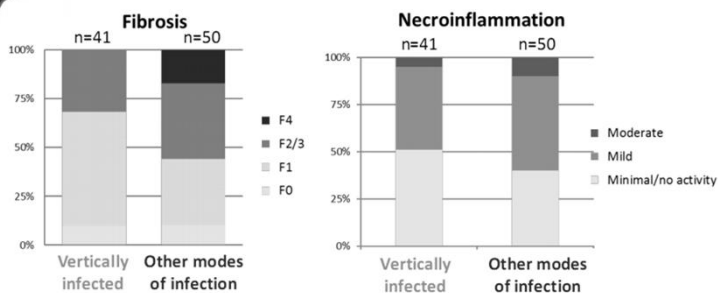 Fibrosis
n=41
n=50
100%
75%
50%
25%
0%
F4
F2/3
F1
F0
Vertically
infected
Other modes
of infection
Necroinflammation
n=41
n=50
100%
75%
50%
25%
0%
Moderate
Mild
Minimal/no activity
Vertically
infected
Other modes
of infection